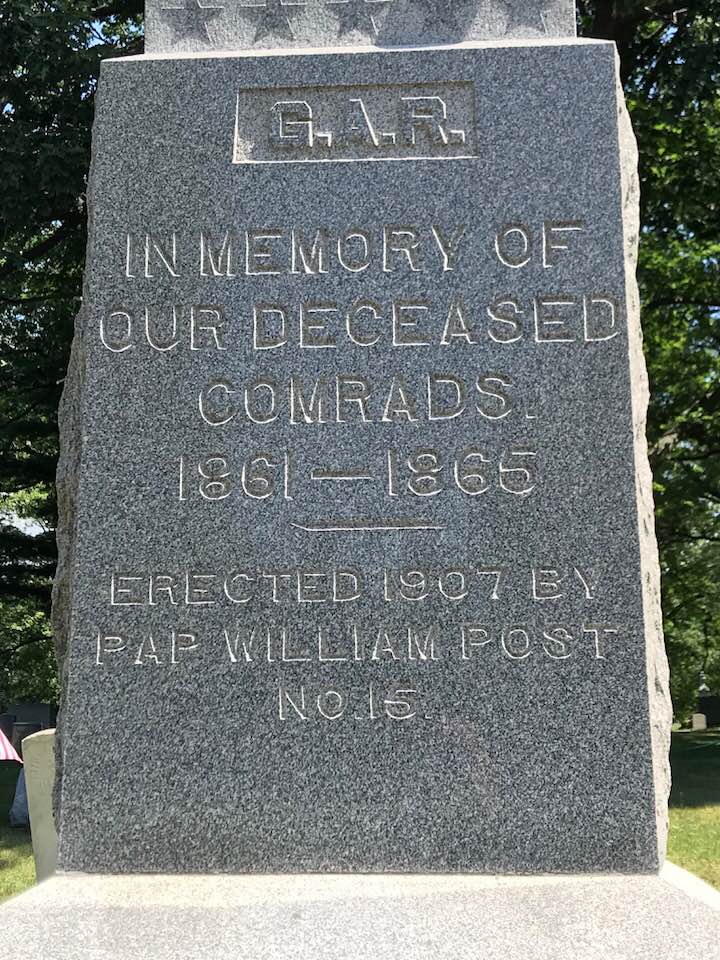 G.A.R.
IN MEMORY OF
OUR DECEASED
COMRADS.
1861—1865
ERECTED 1907 BY
PAP WILLIAM POST
NO.15.